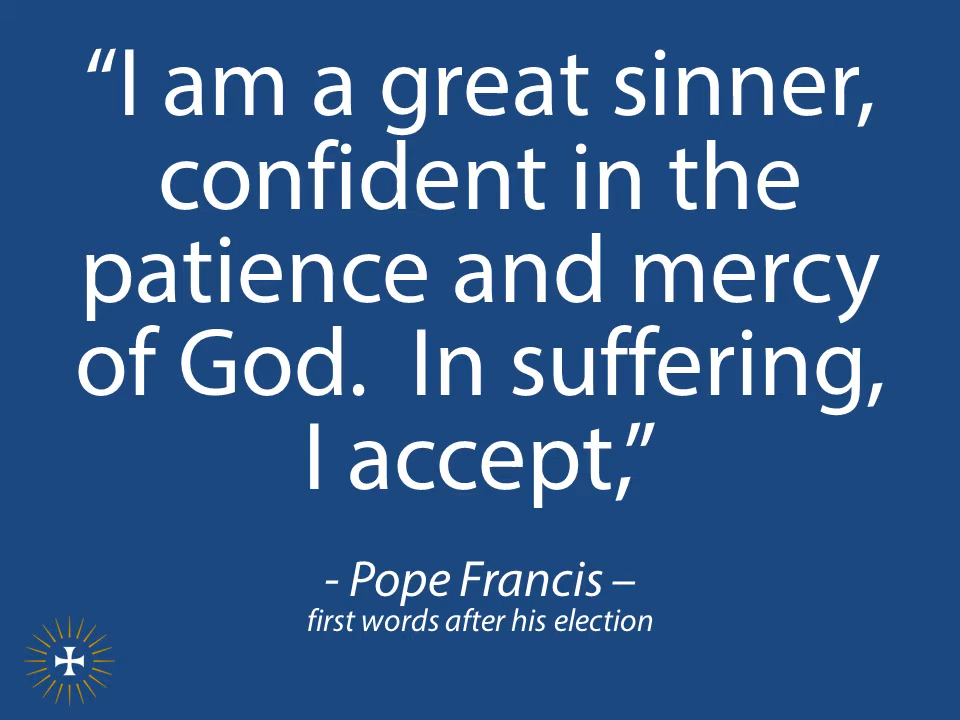 “I am a great sinner,
confident in the
patience and mercy
of God.  In suffering,
I accept,”
- Pope Francis –
first words after his election